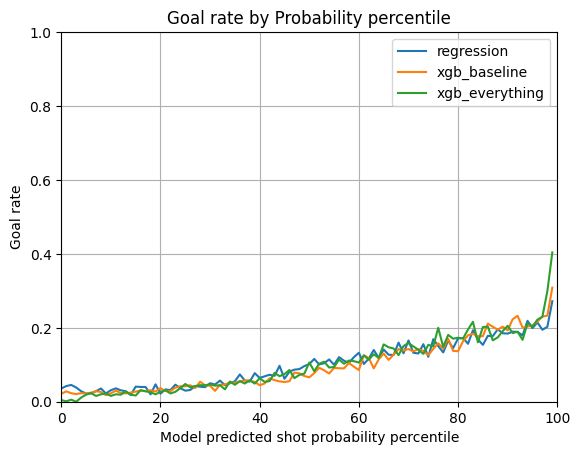 Goal rate by Probability percentile
1.0
0.8
0.6
0.4
0.2
0.0
Goal rate
regression
xgb_baseline
xgb_everything
0
20
40
60
80
100
Model predicted shot probability percentile